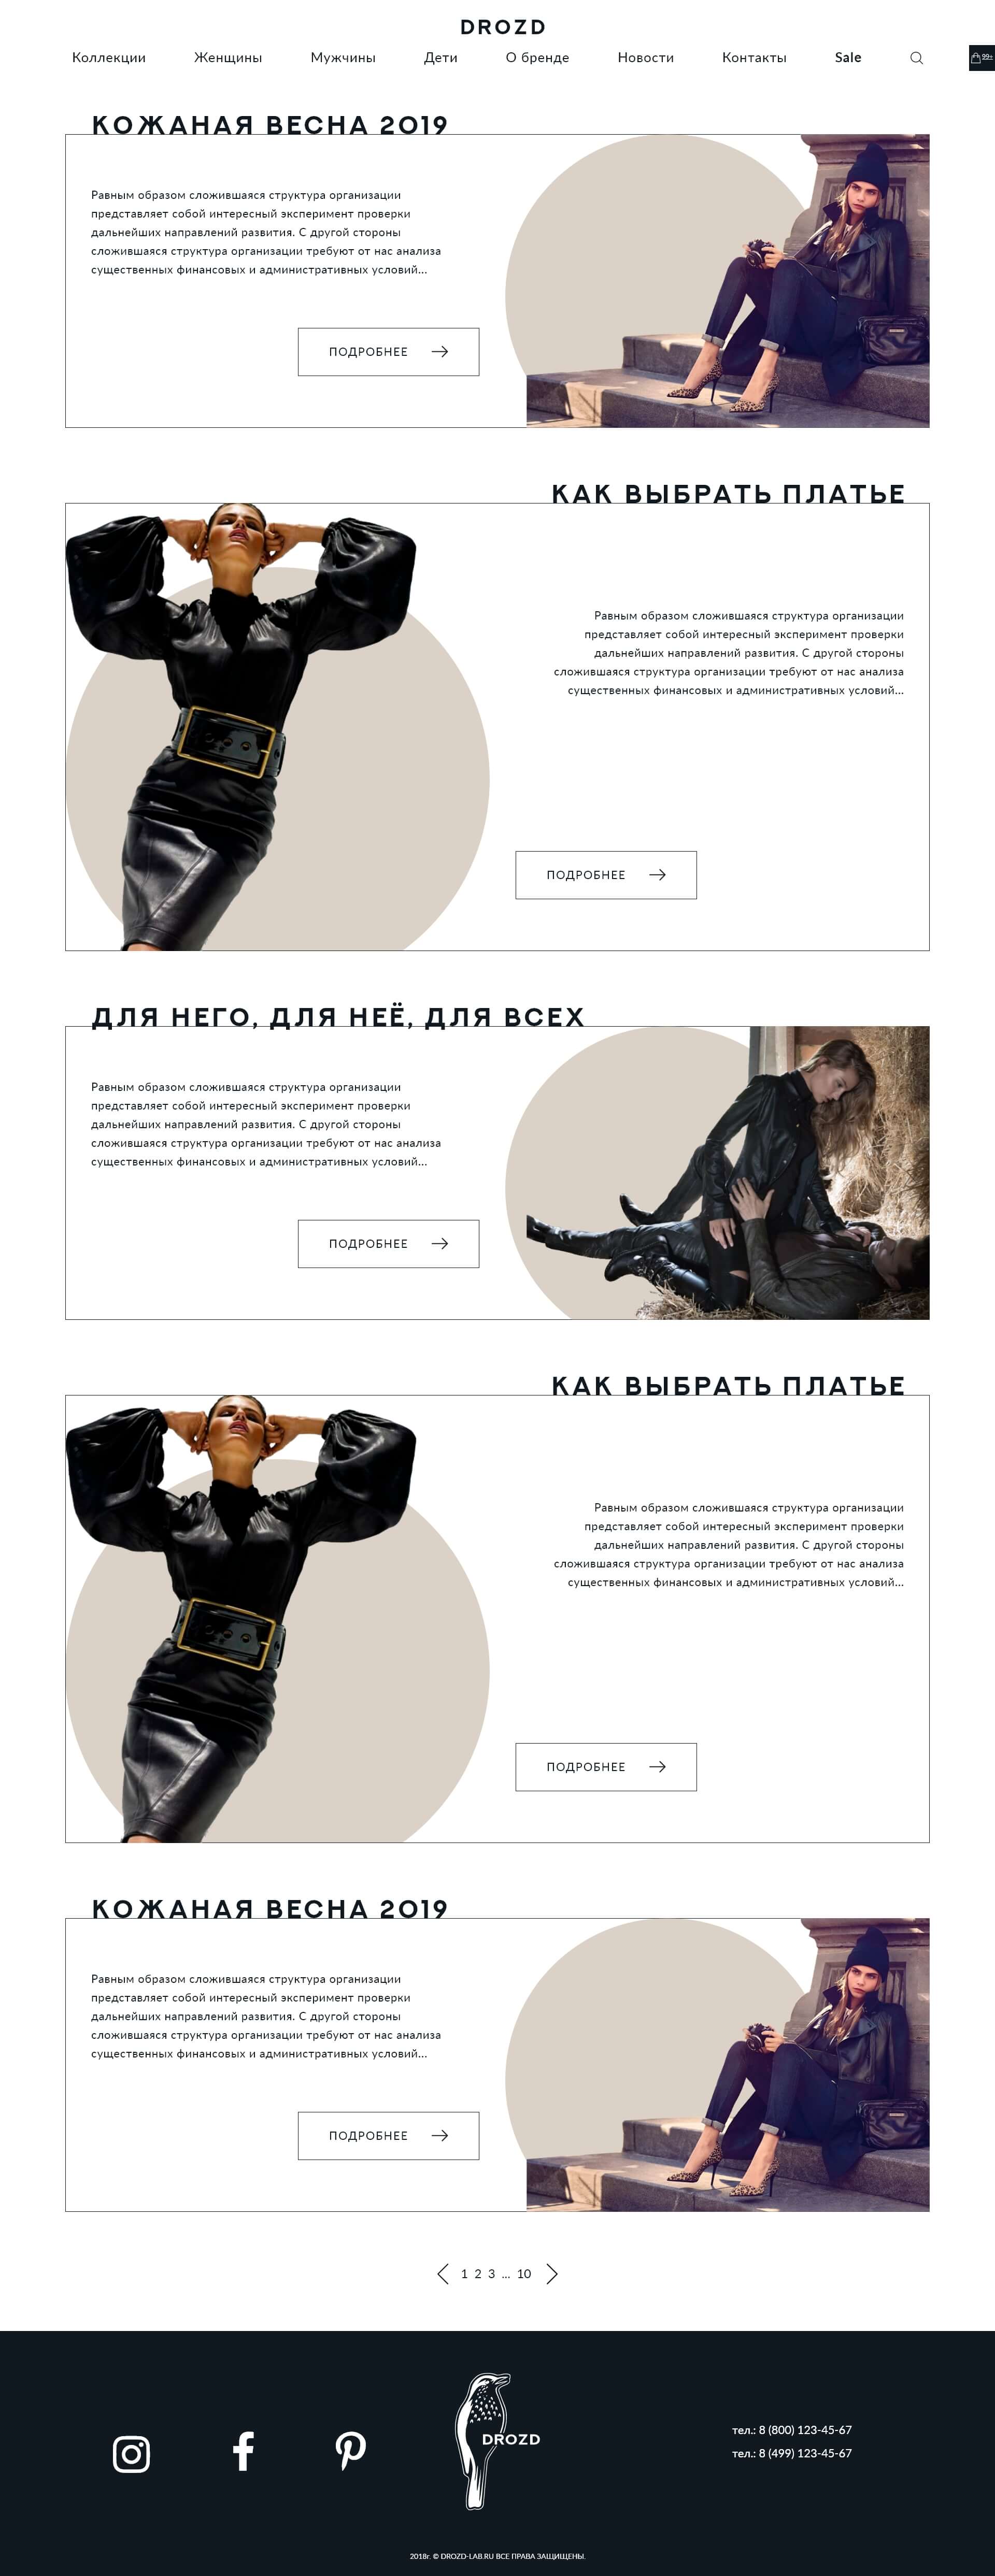 DROZD
Коллекции Женщины Мужчины Дети О бренде Новости Контакты Sale 99+
КОЖАНАЯ ВЕСНА 2019
Равным образом сложившаяся структура организации
представляет собой интересный эксперимент проверки
дальнейших направлений развития. С другой стороны
сложившаяся структура организации требуют от нас анализа
существенных финансовых и административных условий...
ПОДРОБНЕЕ
КАК ВЫБРАТЬ ПЛАТЬЕ
Равным образом сложившаяся структура организации
представляет собой интересный эксперимент проверки
дальнейших направлений развития. С другой стороны
сложившаяся структура организации требуют от нас анализа
существенных финансовых и административных условий...
ПОДРОБНЕЕ
ДЛЯ НЕГО, ДЛЯ НЕЁ, ДЛЯ ВСЕХ
Равным образом сложившаяся структура организации
представляет собой интересный эксперимент проверки
дальнейших направлений развития. С другой стороны
сложившаяся структура организации требуют от нас анализа
существенных финансовых и административных условий...
ПОДРОБНЕЕ
КАК ВЫБРАТЬ ПЛАТЬЕ
Равным образом сложившаяся структура организации
представляет собой интересный эксперимент проверки
дальнейших направлений развития. С другой стороны
сложившаяся структура организации требуют от нас анализа
существенных финансовых и административных условий...
ПОДРОБНЕЕ
КОЖАНАЯ ВЕСНА 2019
Равным образом сложившаяся структура организации
представляет собой интересный эксперимент проверки
дальнейших направлений развития. С другой стороны
сложившаяся структура организации требуют от нас анализа
существенных финансовых и административных условий...
ПОДРОБНЕЕ
1 2 3 ... 10
DROZD
тел.: 8 (800) 123-45-67
тел.: 8 (499) 123-45-67
2018г. © DROZD-LAB.RU ВСЕ ПРАВА ЗАЩИЩЕНЫ.